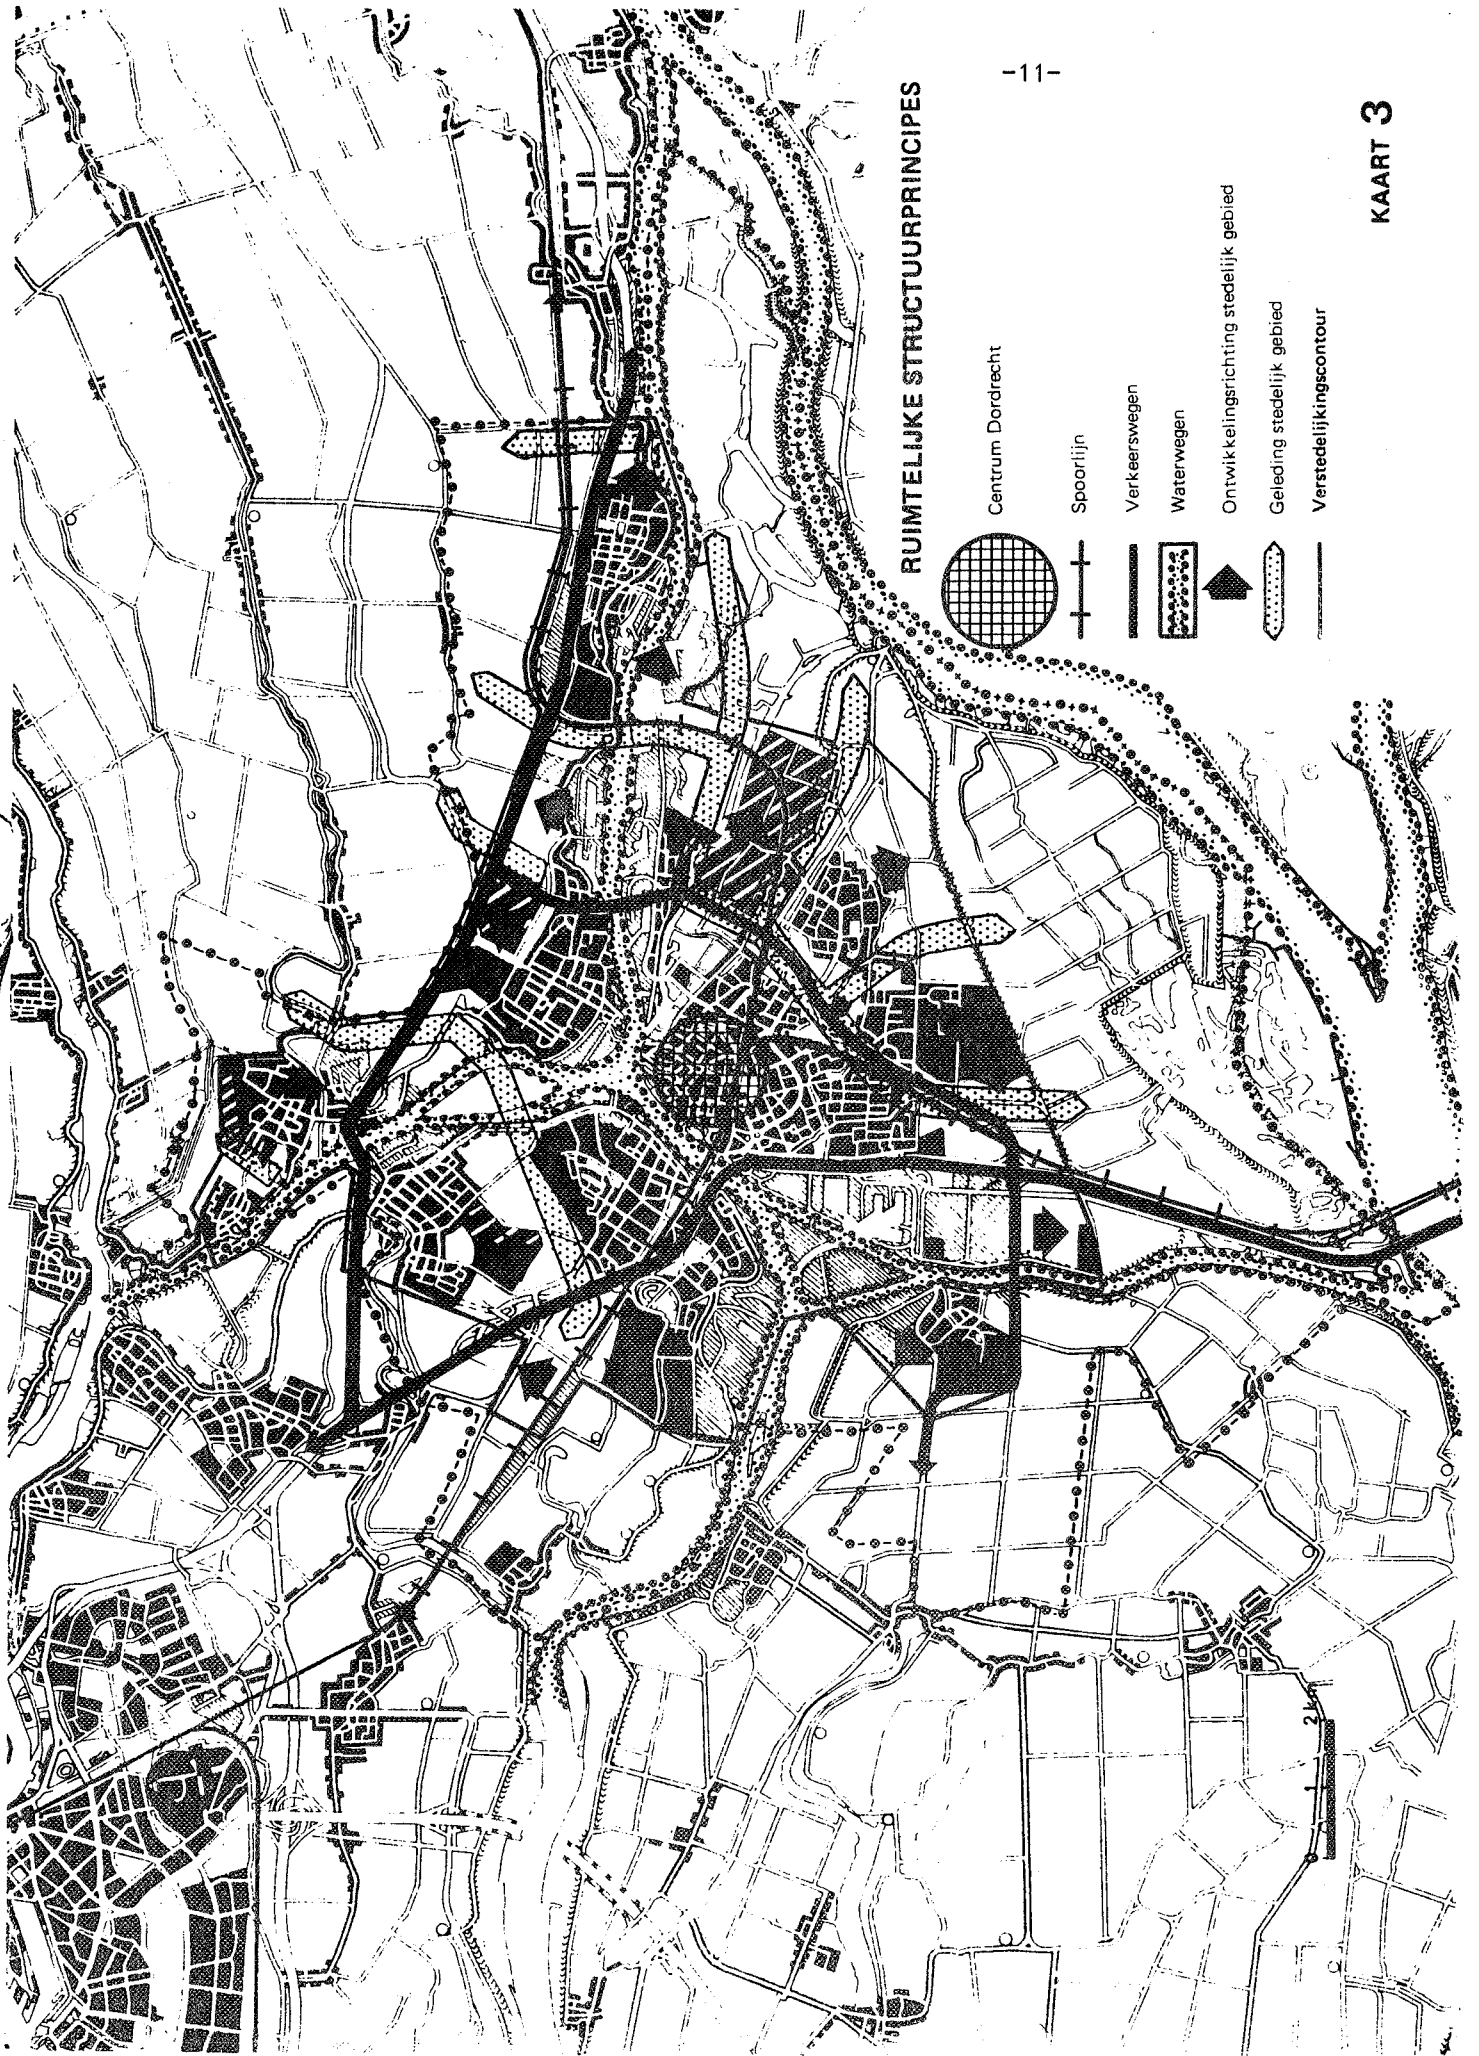 -11-
RUIMTELIJKE STRUCTUURPRINCIPES
Centrum Dordrecht
Spoorlijn
Verkeerswegen
Waterwegen
Ontwikkelingsrichting stedelijk gebied
Geleding stedelijk gebied
Verstedelijkingscontour
KAART 3